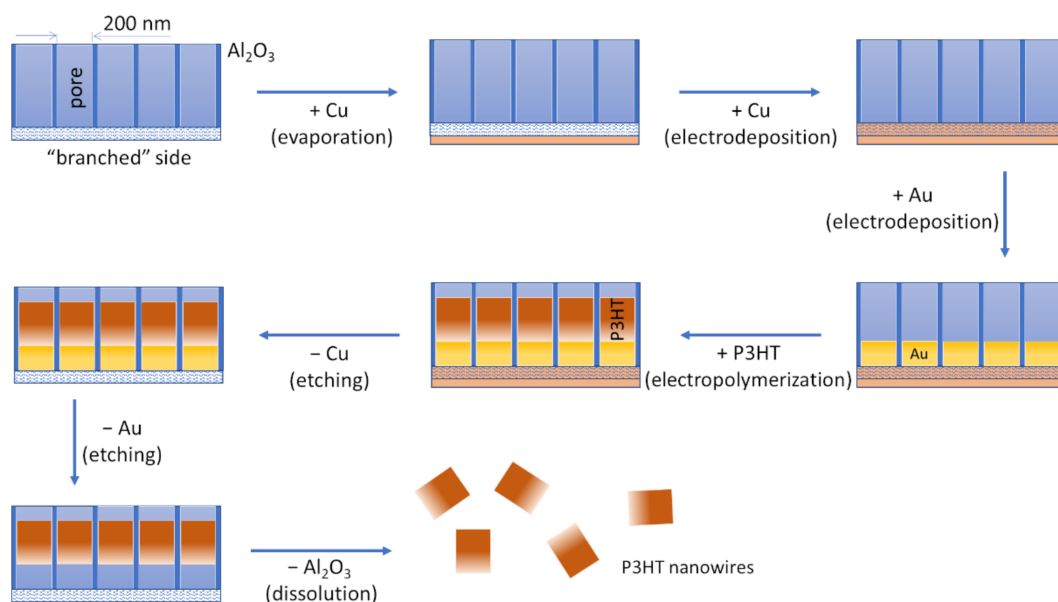 200 nm
Al₂O₃
pore
"branched" side
+ Cu
(evaporation)
+ Cu
(electrodeposition)
+ Au
(electrodeposition)
Au
+ P3HT
(electropolymerization)
P3HT
− Cu
(etching)
− Au
(etching)
− Al₂O₃
(dissolution)
P3HT nanowires